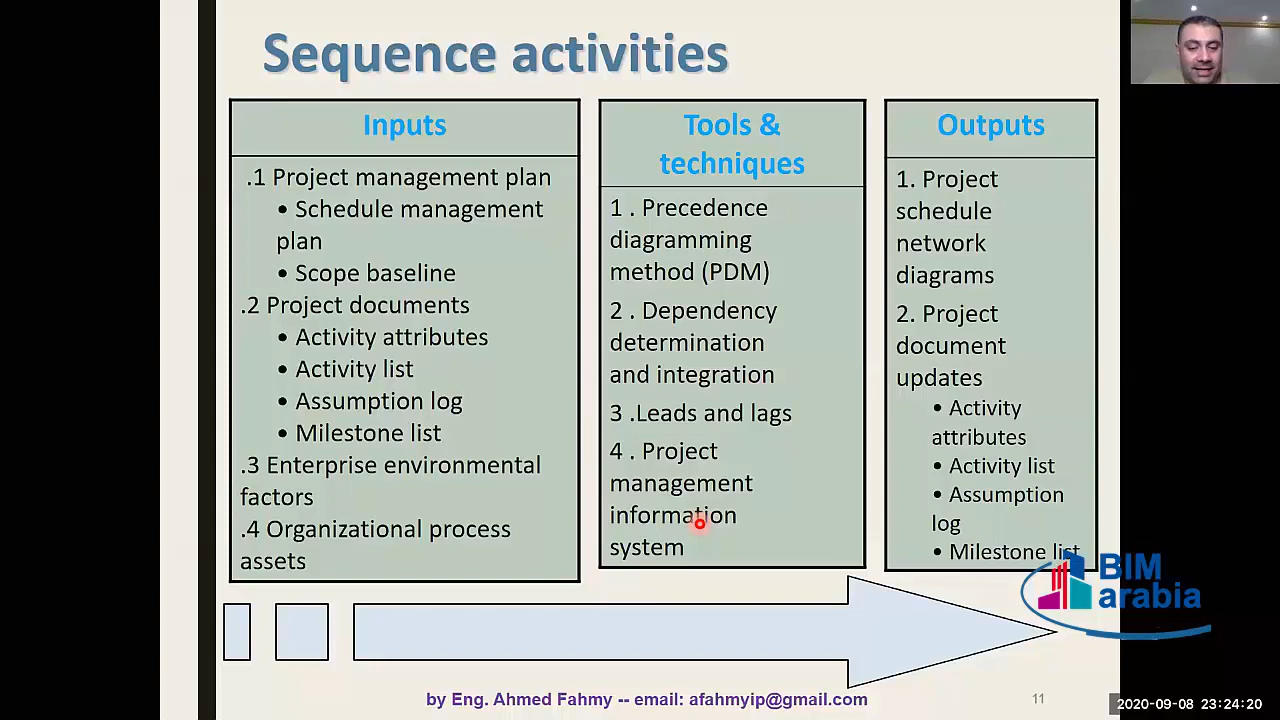 Sequence activities
Inputs
.1 Project management plan
• Schedule management
plan
• Scope baseline
.2 Project documents
• Activity attributes
• Activity list
• Assumption log
• Milestone list
.3 Enterprise environmental
factors
.4 Organizational process
assets
Tools &
techniques
1 . Precedence
diagramming
method (PDM)
2 . Dependency
determination
and integration
3 .Leads and lags
4 . Project
management
information
system
Outputs
1. Project
schedule
network
diagrams
2. Project
document
updates
• Activity
attributes
• Activity list
• Assumption
log
• Milestone list
BIM
arabia
by Eng. Ahmed Fahmy -- email: afahmyip@gmail.com
11
2020-09-08 23:24:20